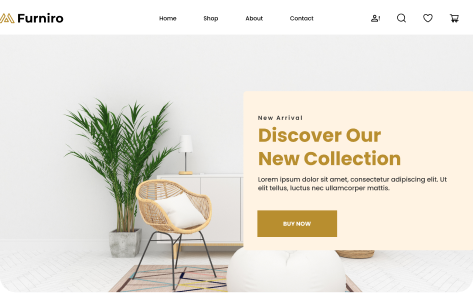 Furniro
Home
Shop
About
Contact
New Arrival
Discover Our
New Collection
Lorem ipsum dolor sit amet, consectetur adipiscing elit. Ut
elit tellus, luctus nec ullamcorper mattis.
BUY NOW